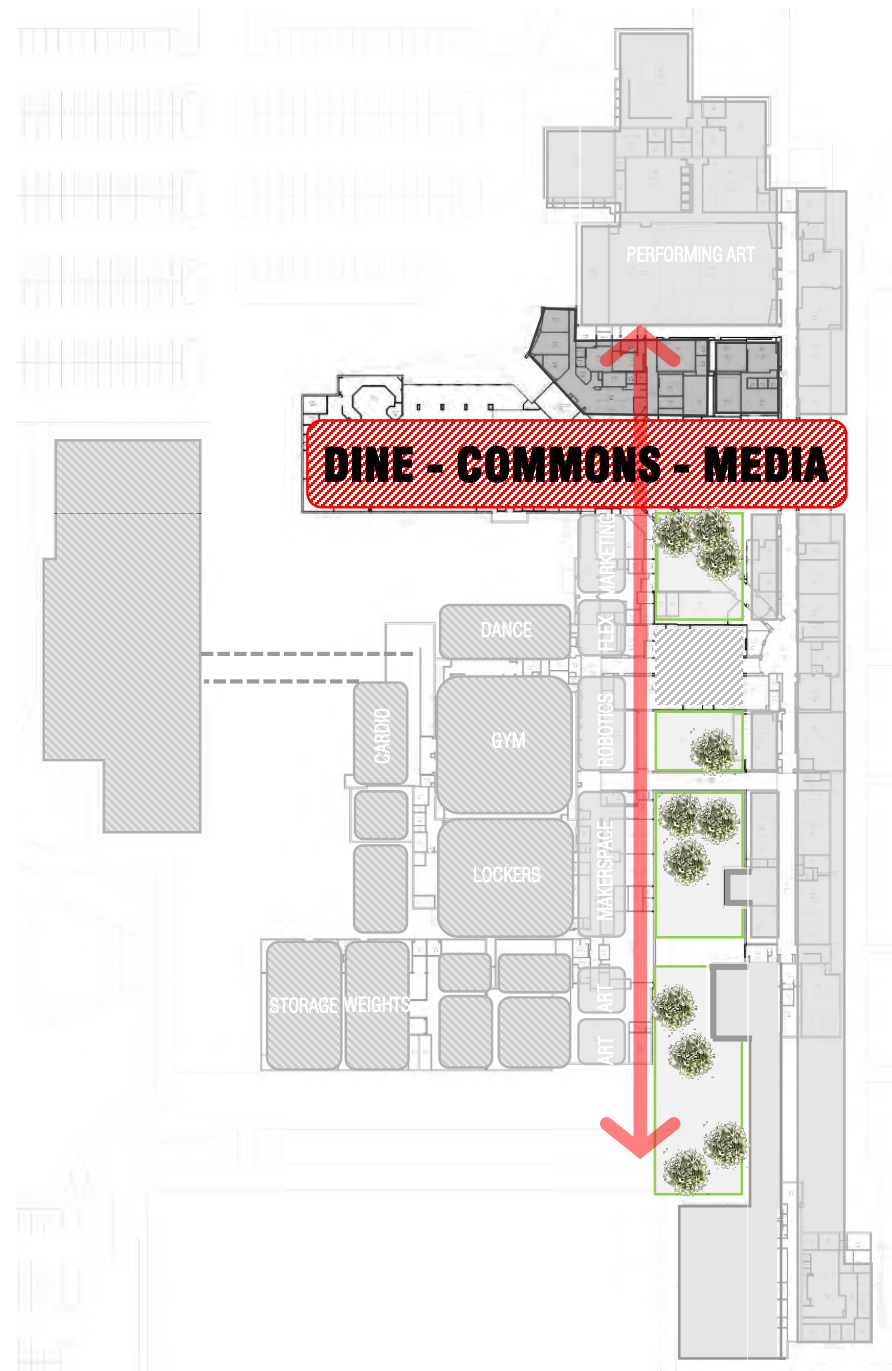 PERFORMING ART
DINE - COMMONS - MEDIA
MARKETING
DANCE
FLEX
CARDIO
GYM
ROBOTICS
LOCKERS
MAKERSPACE
STORAGE
WEIGHTS
ART
ART